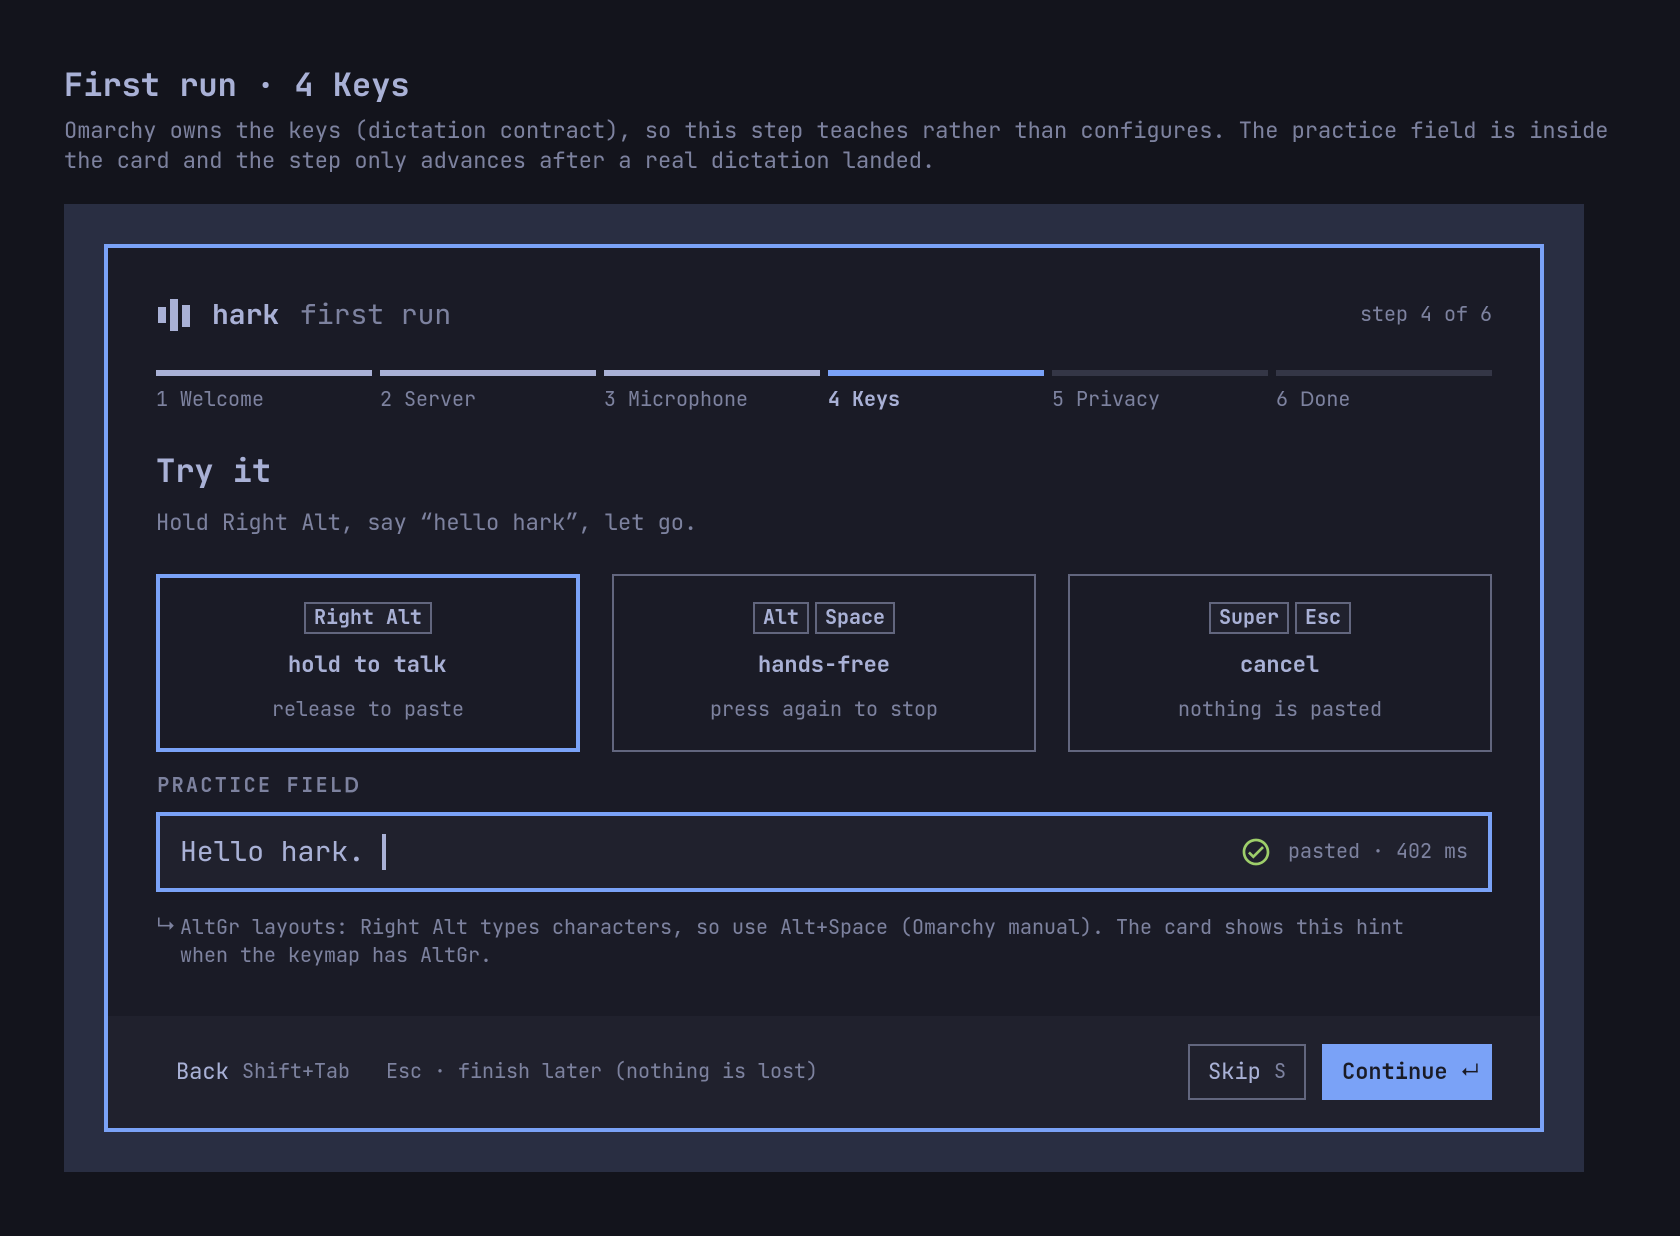 First run · 4 Keys
Omarchy owns the keys (dictation contract), so this step teaches rather than configures. The practice field is inside
the card and the step only advances after a real dictation landed.
hark first run
step 4 of 6
1 Welcome
2 Server
3 Microphone
4 Keys
5 Privacy
6 Done
Try it
Hold Right Alt, say “hello hark”, let go.
Right Alt
hold to talk
release to paste
Alt Space
hands-free
press again to stop
Super Esc
cancel
nothing is pasted
PRACTICE FIELD
Hello hark.
pasted · 402 ms
↳ AltGr layouts: Right Alt types characters, so use Alt+Space (Omarchy manual). The card shows this hint
when the keymap has AltGr.
Back Shift+Tab
Esc · finish later (nothing is lost)
Skip S
Continue ↵